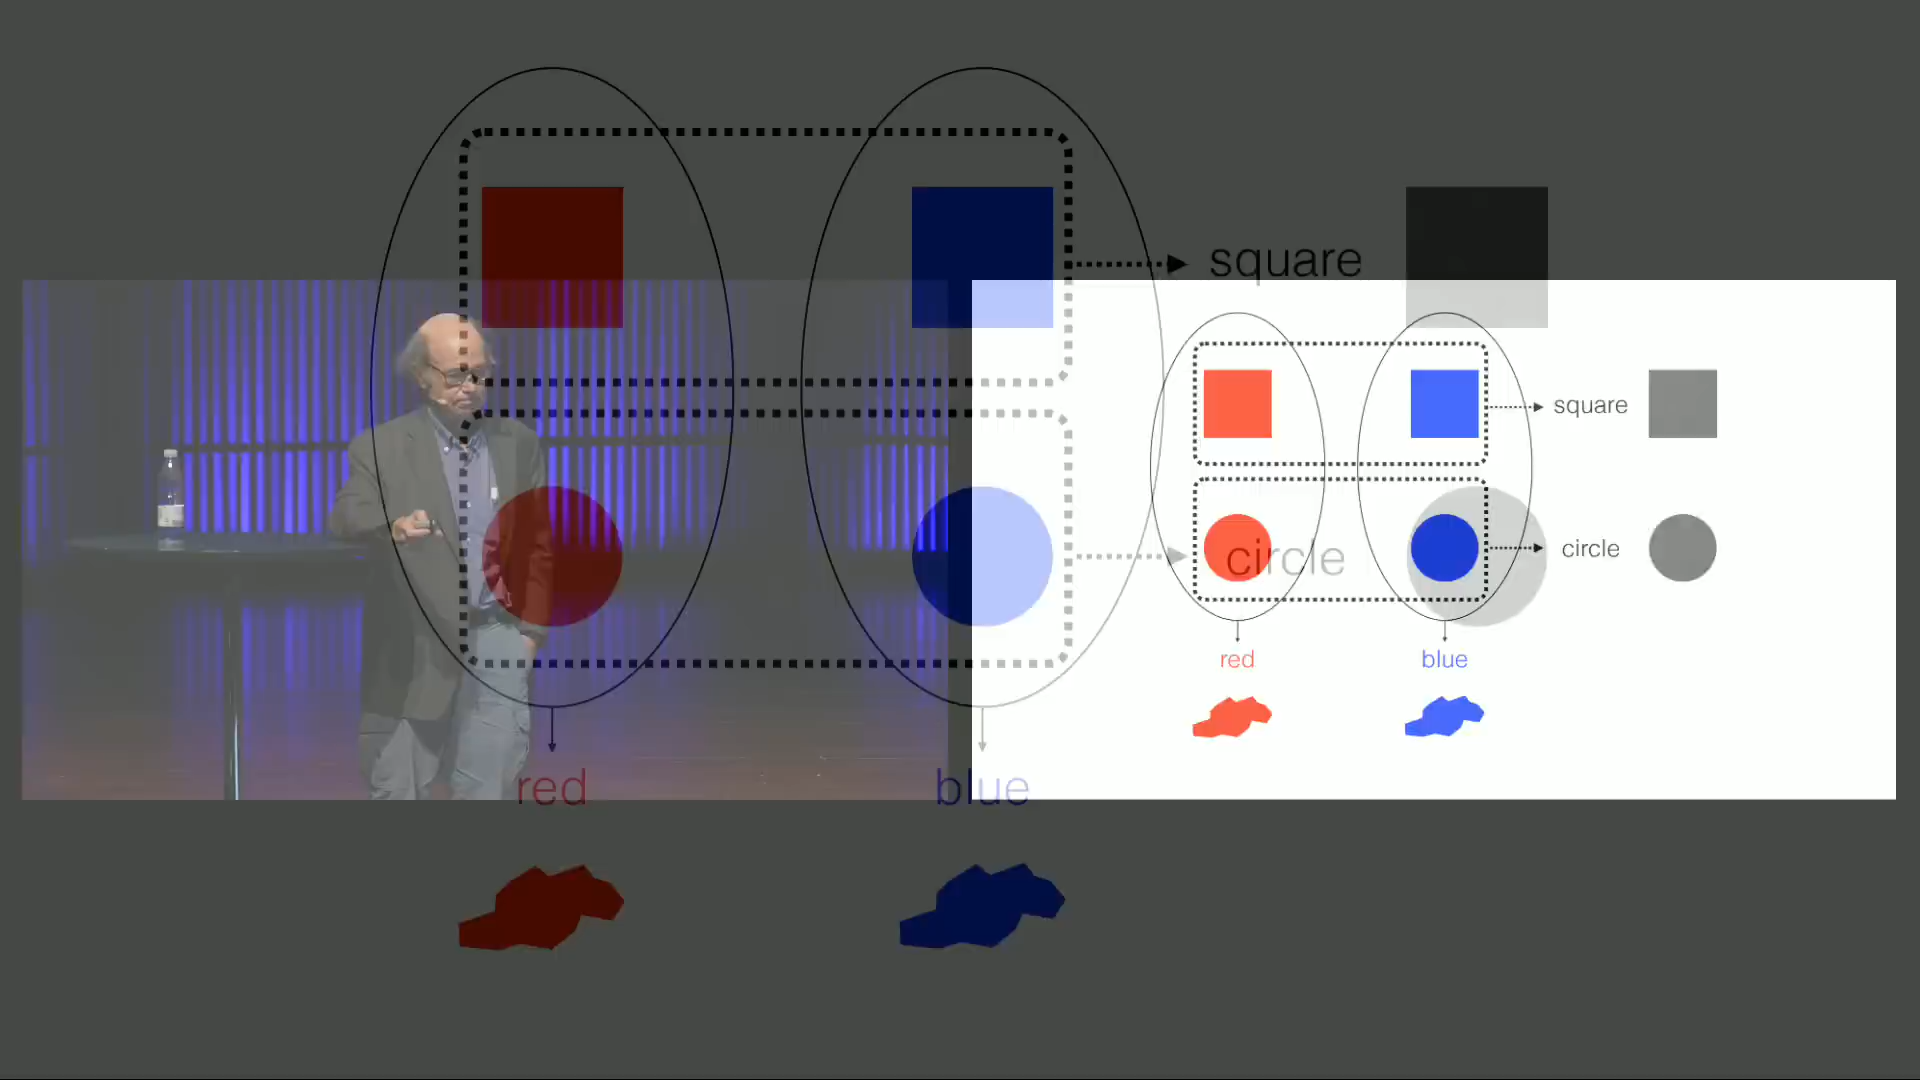 square
circle
red
blue
square
circle
red
blue